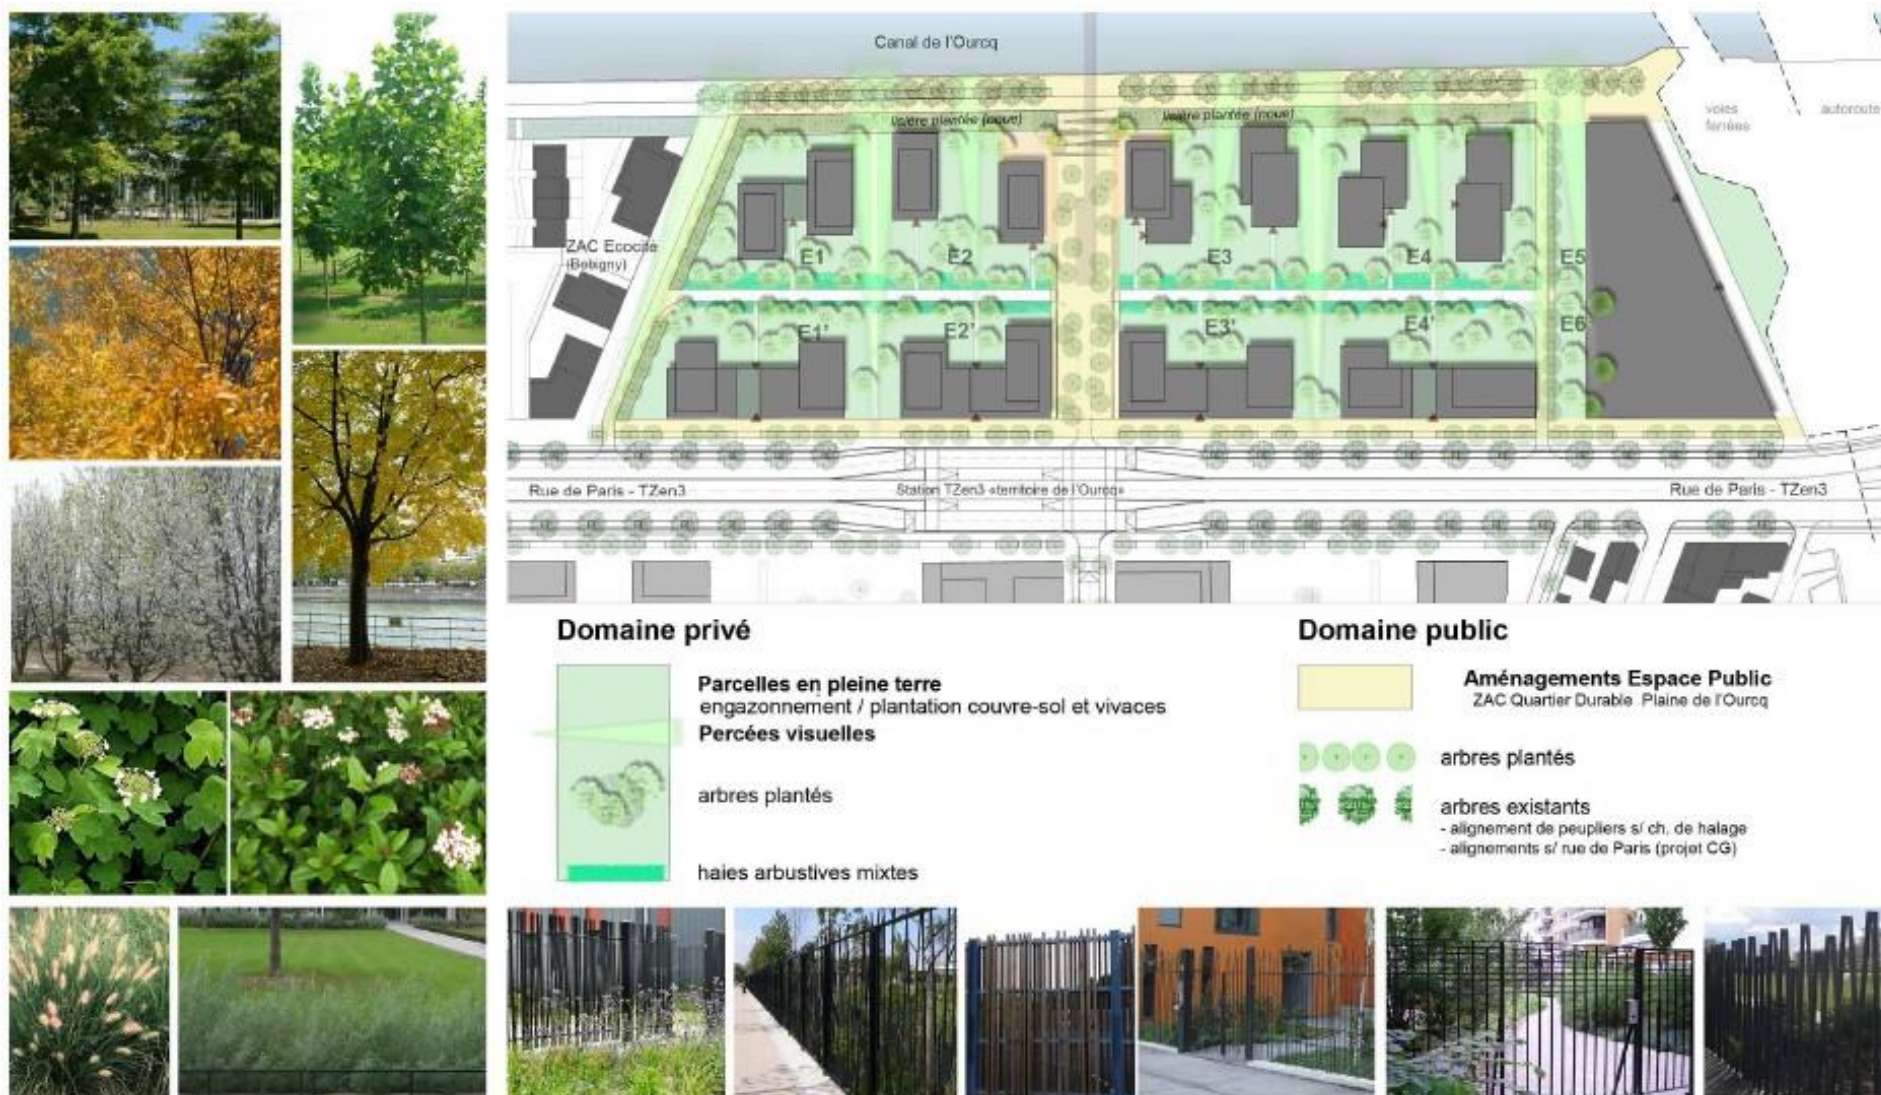 Canal de l'Ourcq
voies
ferrées
autoroute
lisière plantée (noue)
lisière plantée (noue)
ZAC Ecocité
(Bobigny)
E1
E2
E3
E4
E5
E1'
E2'
E3'
E4'
E6
Rue de Paris - TZen3
Station TZen3 «territoire de l'Ourcq»
Rue de Paris - TZen3
Domaine privé
Parcelles en pleine terre
engazonnement / plantation couvre-sol et vivaces
Percées visuelles
arbres plantés
haies arbustives mixtes
Domaine public
Aménagements Espace Public
ZAC Quartier Durable Plaine de l'Ourcq
arbres plantés
arbres existants
- alignement de peupliers s/ ch. de halage
- alignements s/ rue de Paris (projet CG)